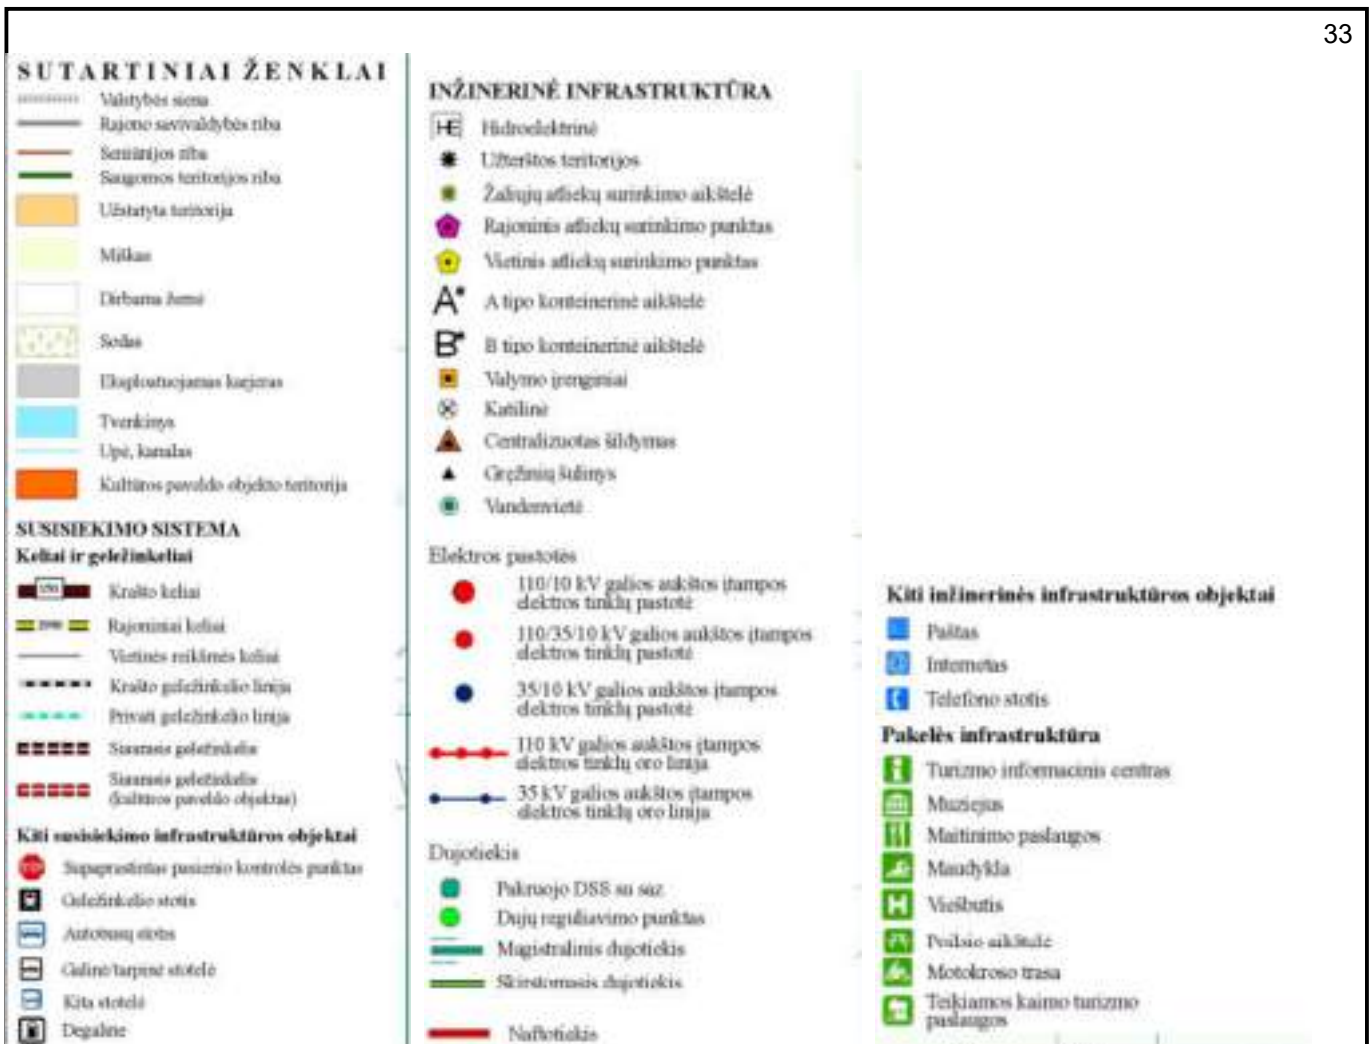 33
SUTARTINIAI ŽENKLAI
Valstybės siena
Rajono savivaldybės riba
Seniūnijos riba
Saugomos teritorijos riba
Užstatyta teritorija
Miškas
Dirbama žemė
Sodas
Eksploatuojamas karjeras
Tvenkinys
Upė, kanalas
Kultūros paveldo objekto teritorija
SUSISIEKIMO SISTEMA
Keliai ir geležinkeliai
Krašto keliai
Rajoniniai keliai
Vietinės reikšmės keliai
Krašto geležinkelio linija
Privati geležinkelio linija
Siaurasis geležinkelis
Siaurasis geležinkelis
(kultūros paveldo objektas)
Kiti susisiekimo infrastruktūros objektai
Supaprastintas pasienio kontrolės punktas
Geležinkelio stotis
Autobusų stotis
Galinė/tarpinė stotelė
Kita stotelė
Degalinė
INŽINERINĖ INFRASTRUKTŪRA
HE Hidroelektrinė
Užterštos teritorijos
Žaliųjų atliekų surinkimo aikštelė
Rajoninis atliekų surinkimo punktas
Vietinis atliekų surinkimo punktas
A A tipo konteinerinė aikštelė
B B tipo konteinerinė aikštelė
Valymo įrenginiai
Katilinė
Centralizuotas šildymas
Gręžinių šulinys
Vandenvietė
Elektros pastotės
110/10 kV galios aukštos įtampos
elektros tinklų pastotė
110/35/10 kV galios aukštos įtampos
elektros tinklų pastotė
35/10 kV galios aukštos įtampos
elektros tinklų pastotė
110 kV galios aukštos įtampos
elektros tinklų oro linija
35 kV galios aukštos įtampos
elektros tinklų oro linija
Dujotiekis
Pakruojo DSS su saz
Dujų reguliavimo punktas
Magistralinis dujotiekis
Skirstomasis dujotiekis
Naftotiekis
Kiti inžinerinės infrastruktūros objektai
Paštas
Internetas
Telefono stotis
Pakelės infrastruktūra
Turizmo informacinis centras
Muziejus
Maitinimo paslaugos
Maudykla
Viešbutis
Poilsio aikštelė
Motokroso trasa
Teikiamos kaimo turizmo
paslaugos